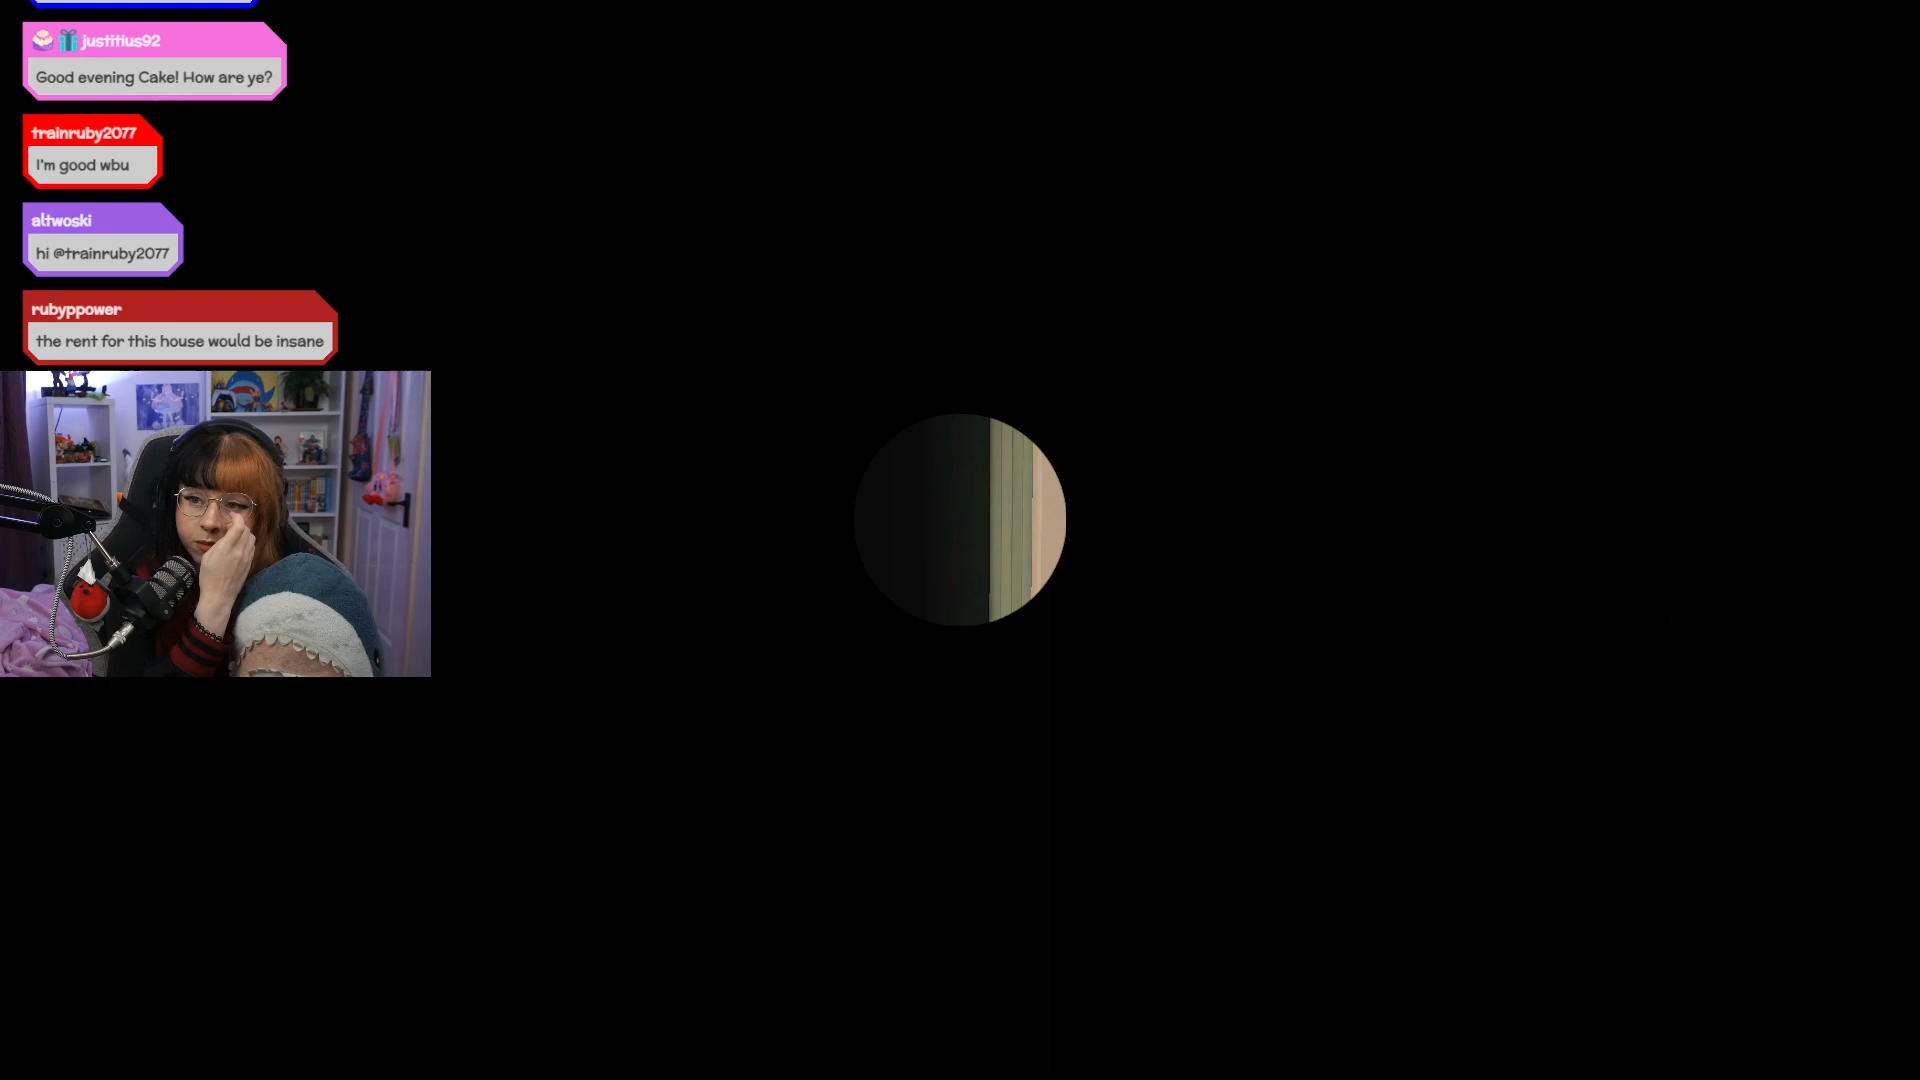 justitius92
Good evening Cake! How are ye?
trainruby2077
I'm good wbu
altwoski
hi @trainruby2077
rubyppower
the rent for this house would be insane